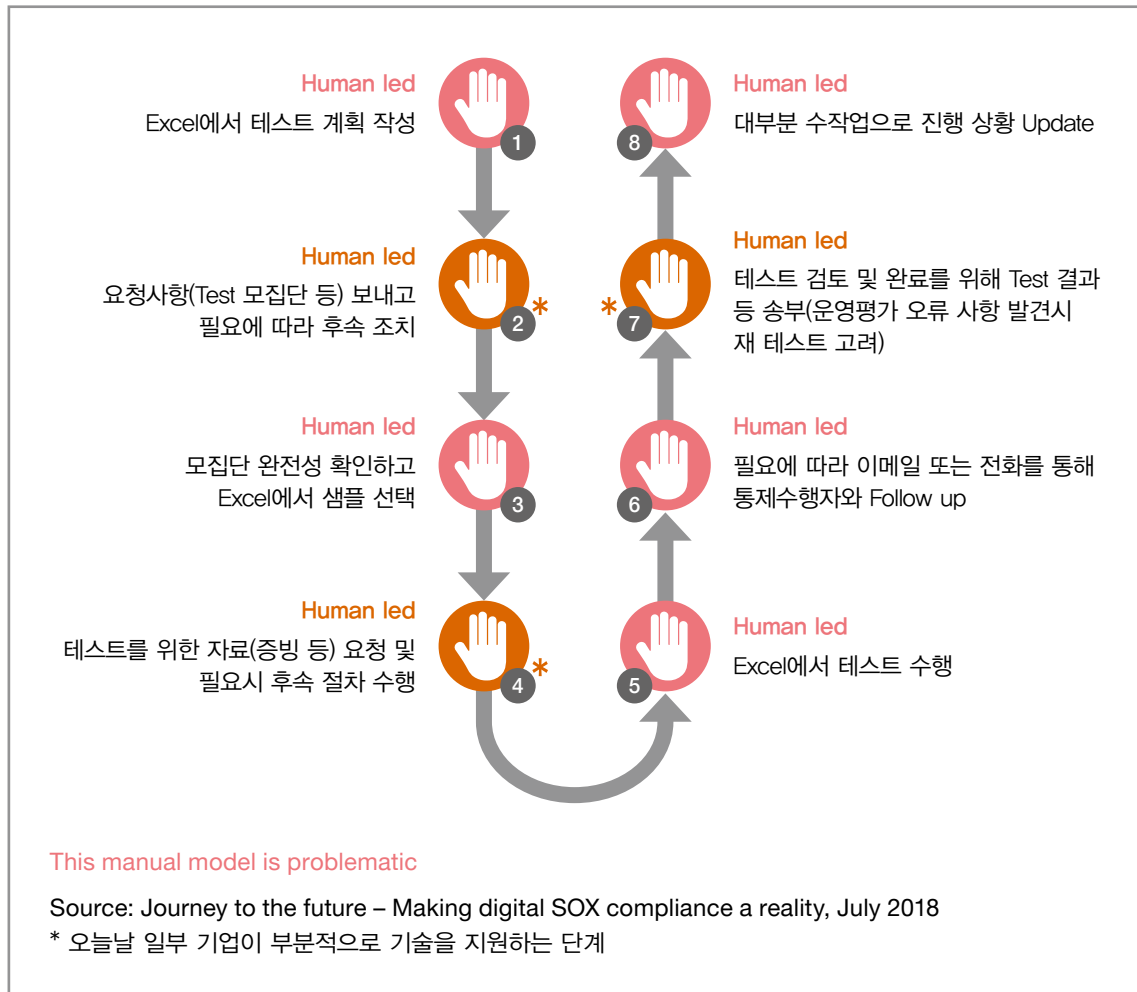 Human led
Excel에서 테스트 계획 작성
1
Human led
요청사항(Test 모집단 등) 보내고
필요에 따라 후속 조치
2
*
Human led
모집단 완전성 확인하고
Excel에서 샘플 선택
3
Human led
테스트를 위한 자료(증빙 등) 요청 및
필요시 후속 절차 수행
4
*
Human led
Excel에서 테스트 수행
5
Human led
필요에 따라 이메일 또는 전화를 통해
통제수행자와 Follow up
6
Human led
테스트 검토 및 완료를 위해 Test 결과
등 송부(운영평가 오류 사항 발견시
재 테스트 고려)
*
7
Human led
대부분 수작업으로 진행 상황 Update
8
This manual model is problematic
Source: Journey to the future – Making digital SOX compliance a reality, July 2018
* 오늘날 일부 기업이 부분적으로 기술을 지원하는 단계